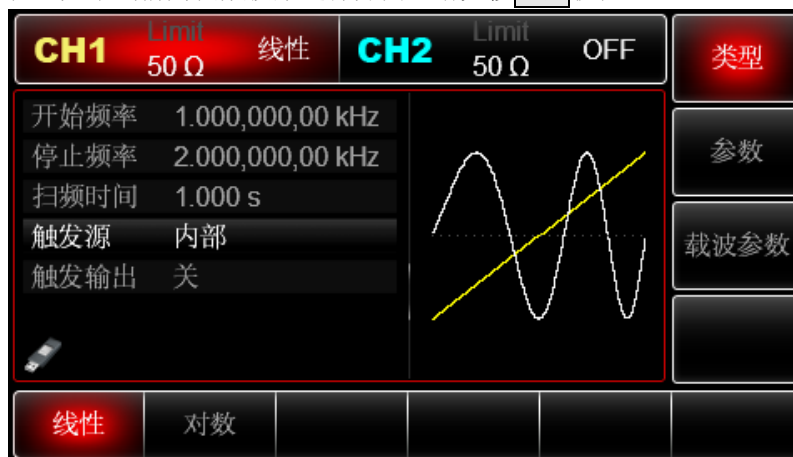 CH1 Limit 50 Ω 线性 CH2 Limit 50 Ω OFF
类型
开始频率 1.000,000,00 kHz
停止频率 2.000,000,00 kHz
扫频时间 1.000 s
触发源 内部
触发输出 关
参数
载波参数
线性 对数